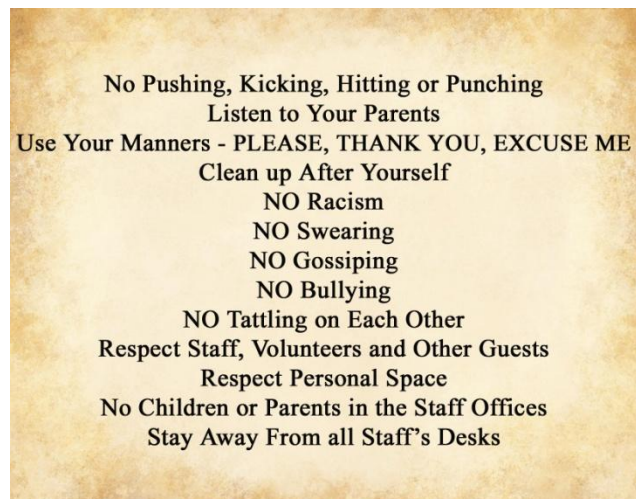 No Pushing, Kicking, Hitting or Punching
Listen to Your Parents
Use Your Manners - PLEASE, THANK YOU, EXCUSE ME
Clean up After Yourself
NO Racism
NO Swearing
NO Gossiping
NO Bullying
NO Tattling on Each Other
Respect Staff, Volunteers and Other Guests
Respect Personal Space
No Children or Parents in the Staff Offices
Stay Away From all Staff's Desks